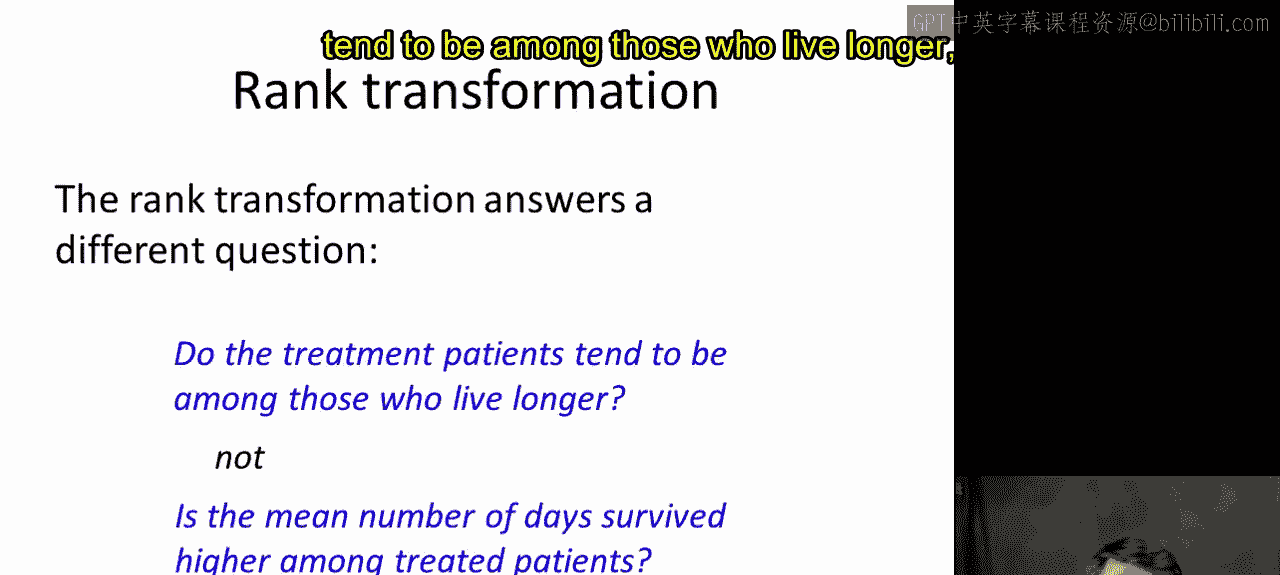 GPT中英字幕课程资源@bilibili.com
tend to be among those who live longer,
Rank transformation
The rank transformation answers a
different question:
Do the treatment patients tend to be
among those who live longer?
not
Is the mean number of days survived
higher among treated patients?